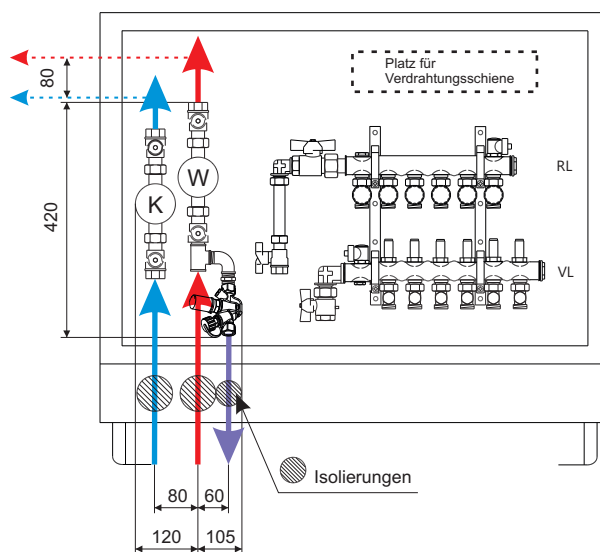 Platz für
Verdrahtungsschiene
80
W
K
RL
420
VL
Isolierungen
80
60
120
105